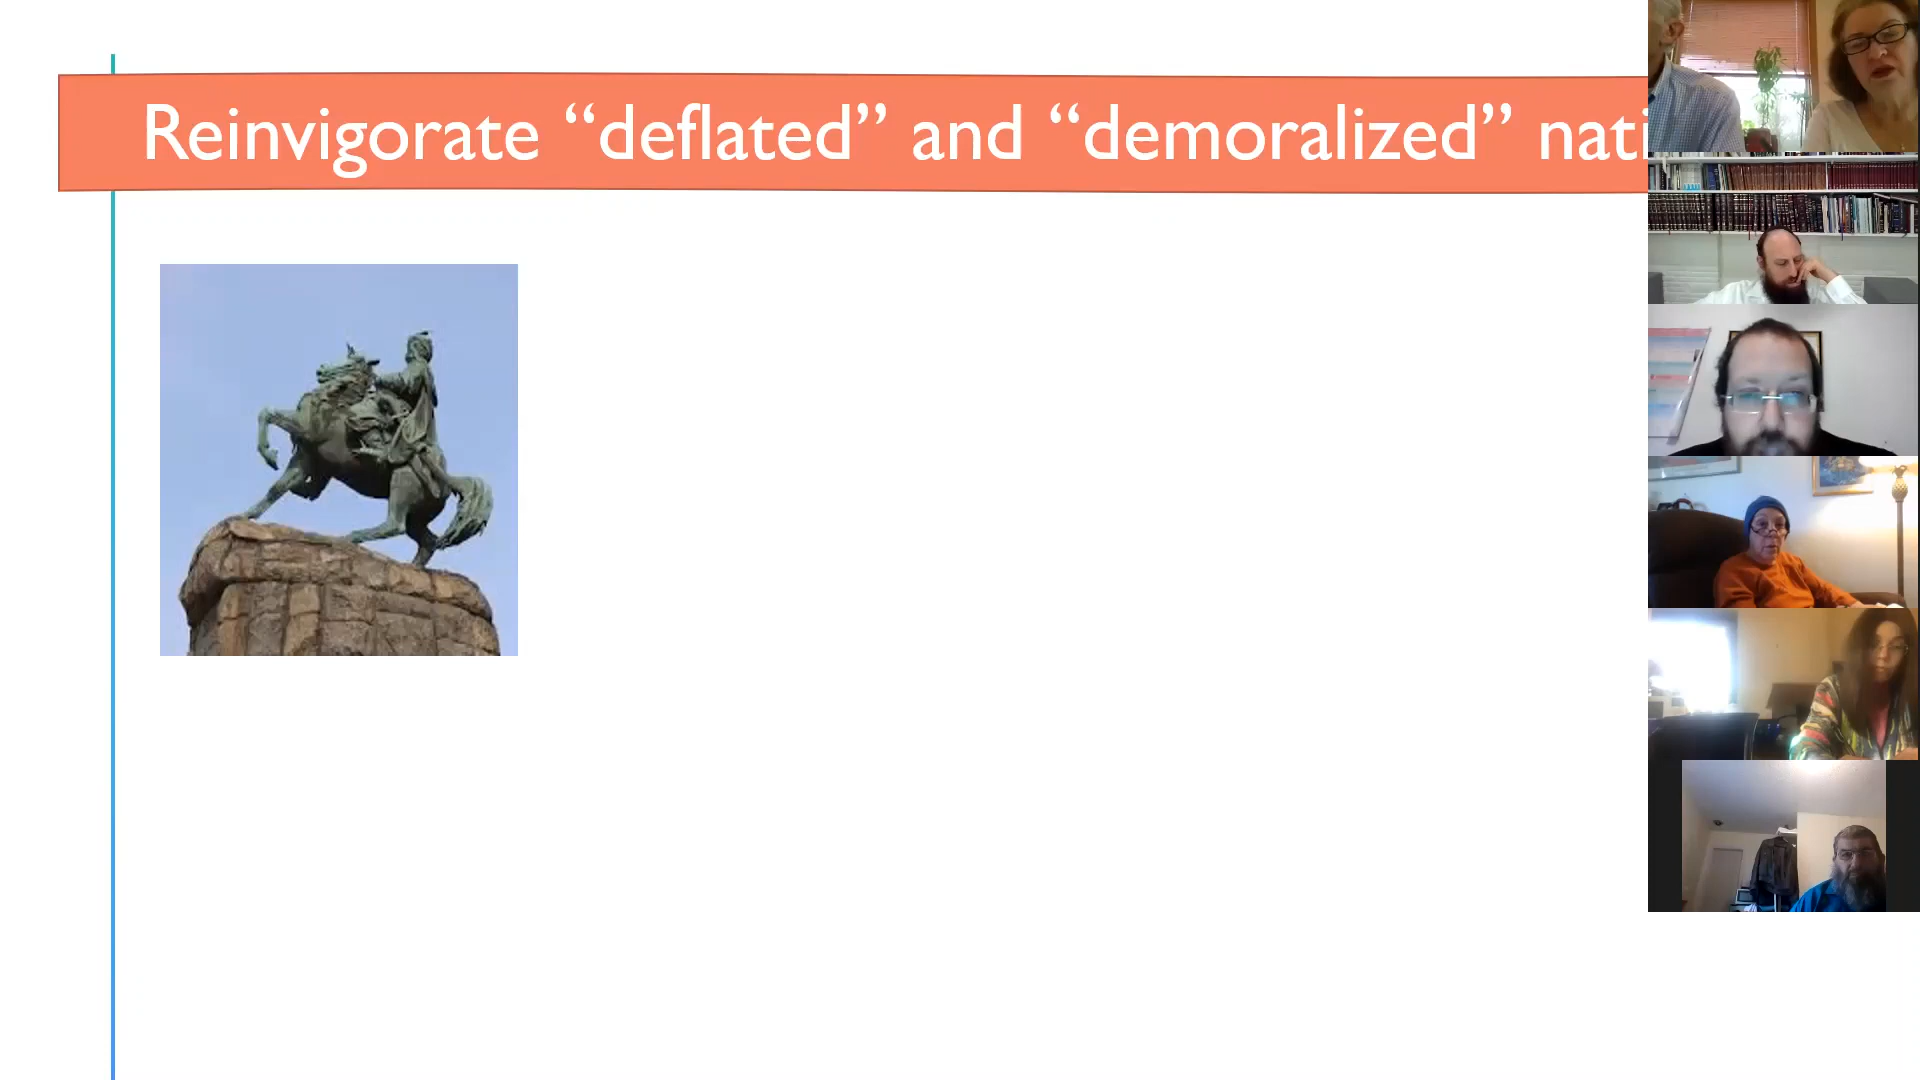 Reinvigorate “deflated” and “demoralized” nati